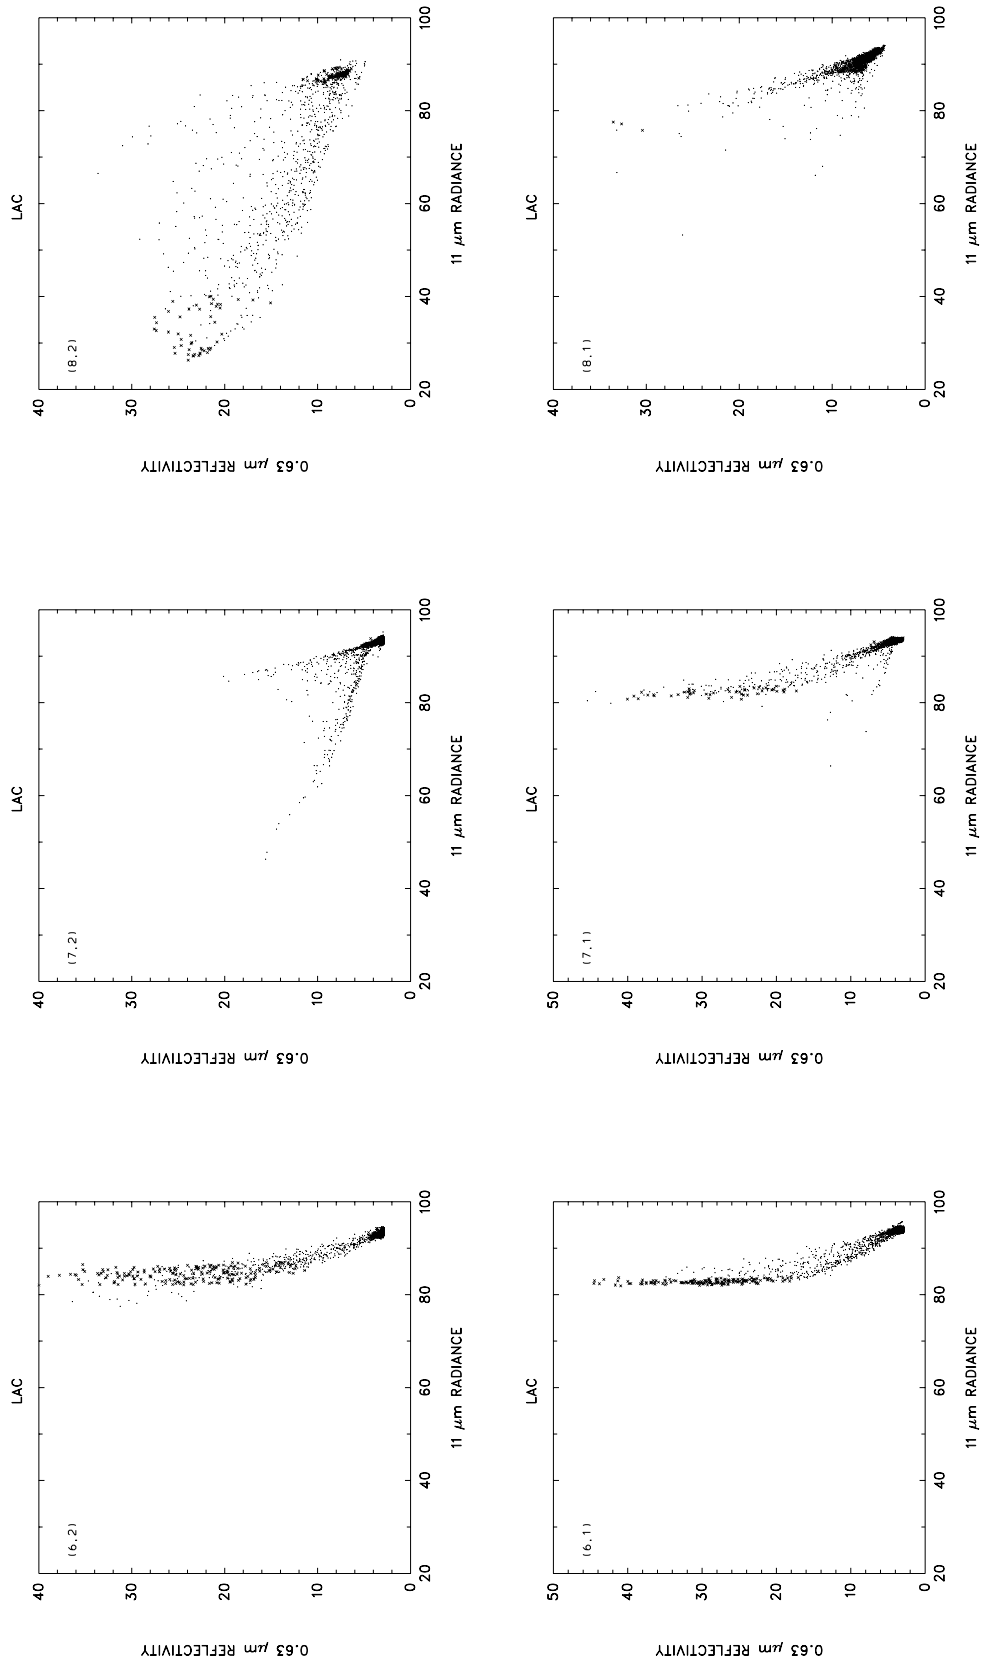 LAC
(6,2)
0.63 μm REFLECTIVITY
40
30
20
10
0
20 40 60 80 100
11 μm RADIANCE
LAC
(7,2)
0.63 μm REFLECTIVITY
40
30
20
10
0
20 40 60 80 100
11 μm RADIANCE
LAC
(8,2)
0.63 μm REFLECTIVITY
40
30
20
10
0
20 40 60 80 100
11 μm RADIANCE
LAC
(6,1)
0.63 μm REFLECTIVITY
50
40
30
20
10
0
20 40 60 80 100
11 μm RADIANCE
LAC
(7,1)
0.63 μm REFLECTIVITY
50
40
30
20
10
0
20 40 60 80 100
11 μm RADIANCE
LAC
(8,1)
0.63 μm REFLECTIVITY
40
30
20
10
0
20 40 60 80 100
11 μm RADIANCE